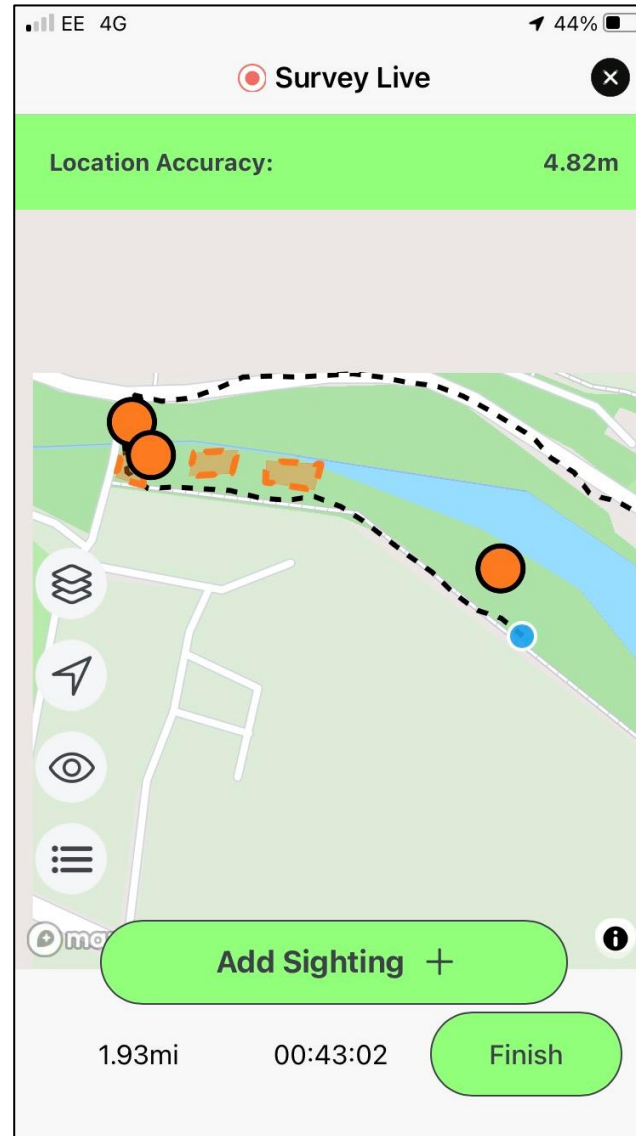 EE 4G 44%
Survey Live
Location Accuracy: 4.82m
Add Sighting +
1.93mi 00:43:02 Finish